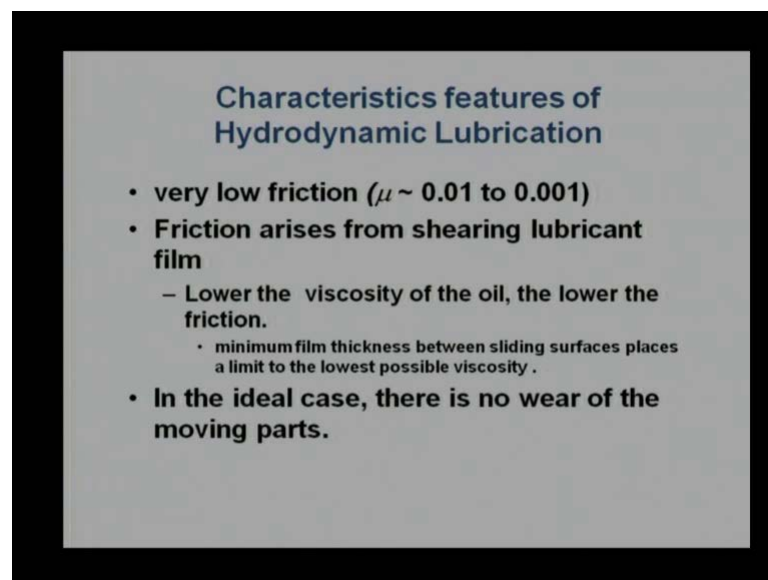 Characteristics features of
Hydrodynamic Lubrication
• very low friction (μ ~ 0.01 to 0.001)
• Friction arises from shearing lubricant
film
– Lower the viscosity of the oil, the lower the
friction.
• minimum film thickness between sliding surfaces places
a limit to the lowest possible viscosity .
• In the ideal case, there is no wear of the
moving parts.